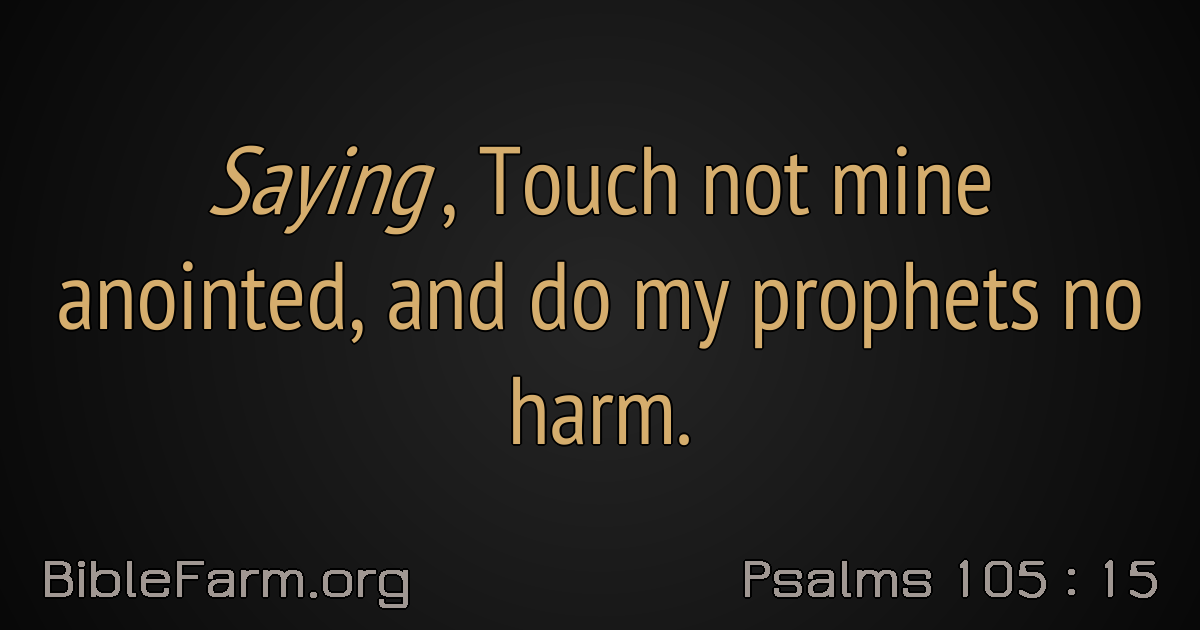 Saying, Touch not mine
anointed, and do my prophets no
harm.
BibleFarm.org
Psalms 105 : 15